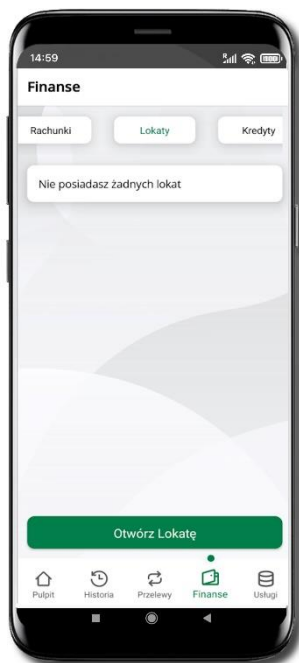 14:59
Finanse
Rachunki Lokaty Kredyty
Nie posiadasz żadnych lokat
Otwórz Lokatę
Pulpit Historia Przelewy Finanse Usługi